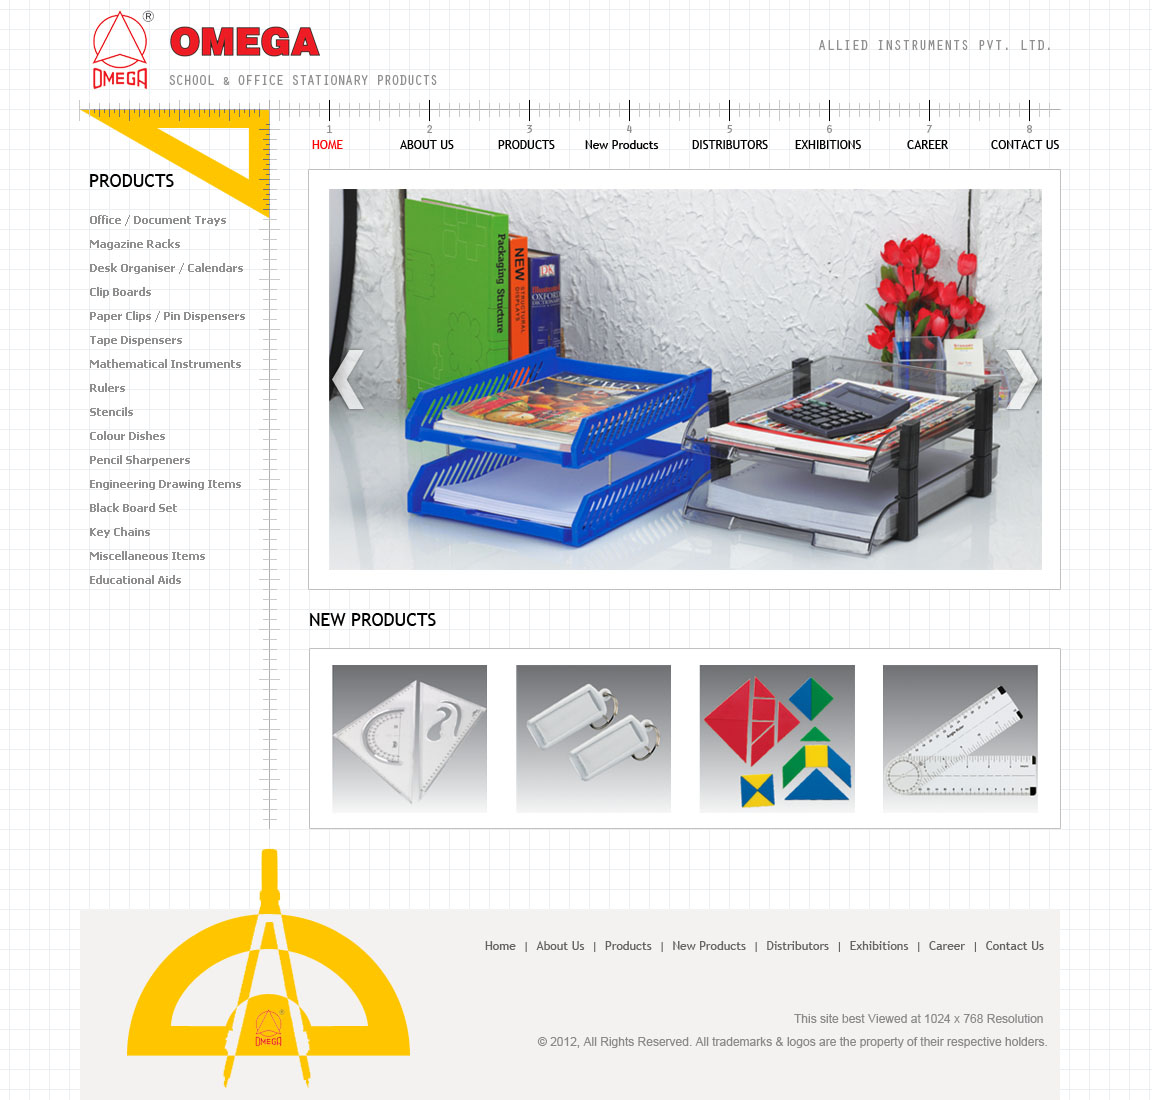 ®
OMEGA
OMEGA
ALLIED INSTRUMENTS PVT. LTD.
SCHOOL & OFFICE STATIONARY PRODUCTS
1 2 3 4 5 6 7 8
HOME ABOUT US PRODUCTS New Products DISTRIBUTORS EXHIBITIONS CAREER CONTACT US
PRODUCTS
Office / Document Trays
Magazine Racks
Desk Organiser / Calendars
Clip Boards
Paper Clips / Pin Dispensers
Tape Dispensers
Mathematical Instruments
Rulers
Stencils
Colour Dishes
Pencil Sharpeners
Engineering Drawing Items
Black Board Set
Key Chains
Miscellaneous Items
Educational Aids
Packaging Structure
NEW STRUCTURAL DISPLAYS
DK
OXFORD
DICTIONARY
NEW PRODUCTS
Home | About Us | Products | New Products | Distributors | Exhibitions | Career | Contact Us
This site best Viewed at 1024 x 768 Resolution
© 2012, All Rights Reserved. All trademarks & logos are the property of their respective holders.
OMEGA